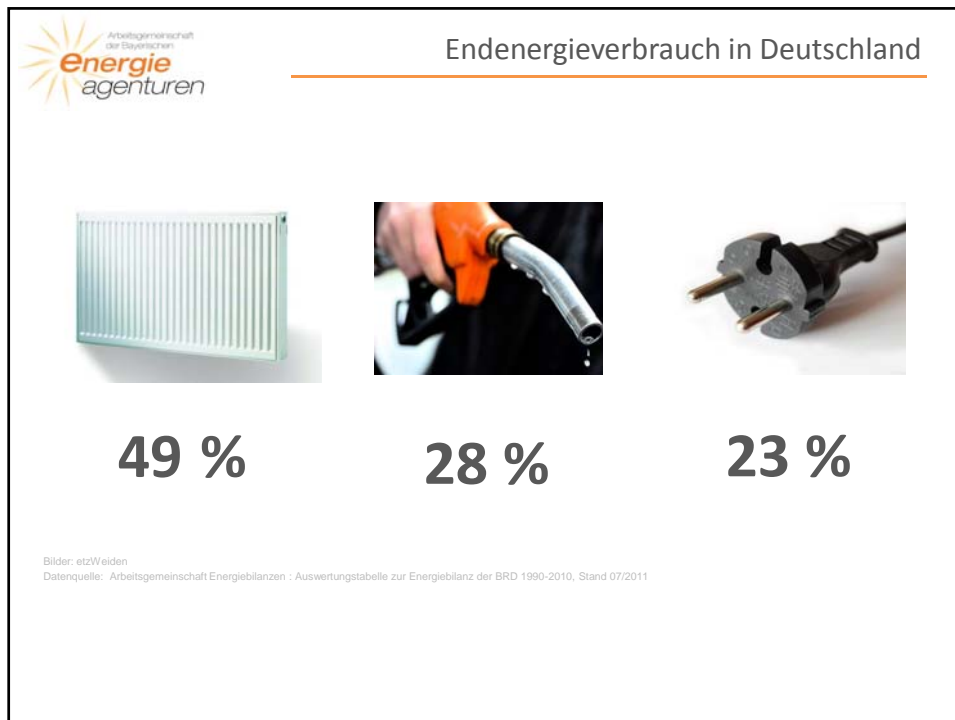 Arbeitsgemeinschaft
der Bayerischen
energie
agenturen
Endenergieverbrauch in Deutschland
49 %
28 %
23 %
Bilder: etzWeiden
Datenquelle: Arbeitsgemeinschaft Energiebilanzen : Auswertungstabelle zur Energiebilanz der BRD 1990-2010, Stand 07/2011